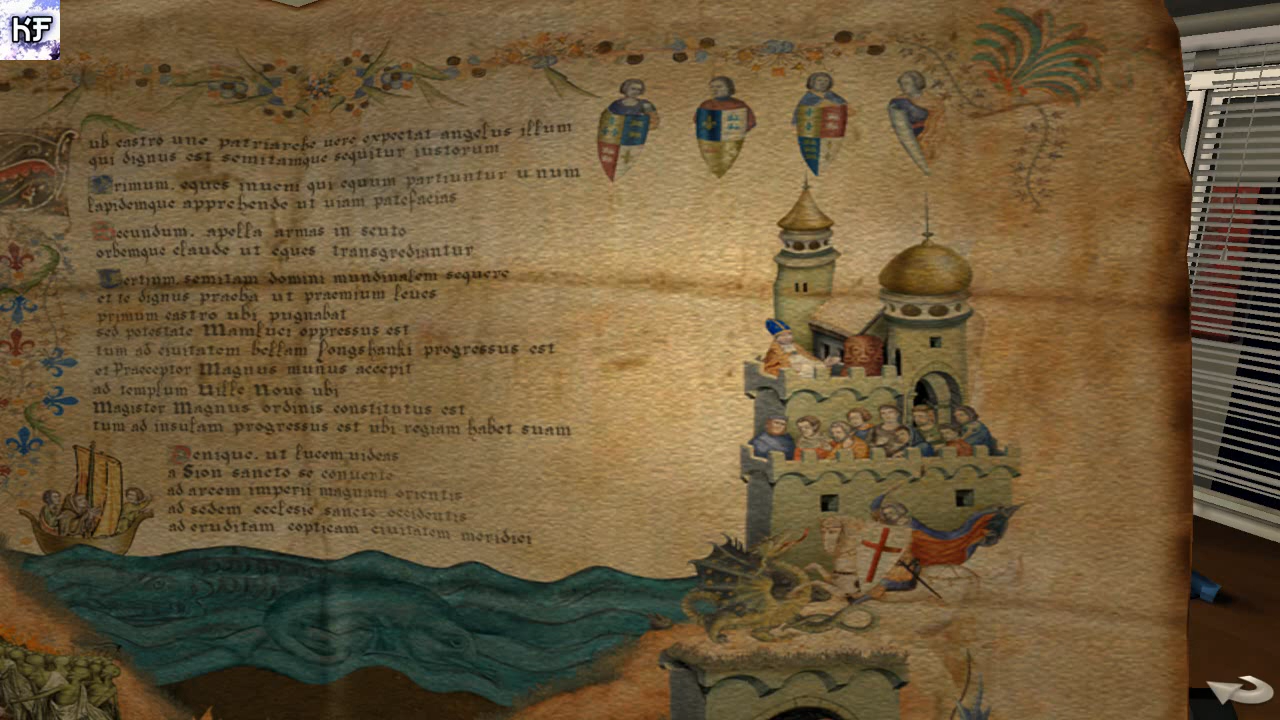 KF
ub castro une patriarche uere expectat angelus illum
qui dignus est semitamque sequitur iustorum
Primum. eques inueni qui equum partiuntur unum
lapidemque apprehende ut uiam patefacias
Secundum. apella armas in scuto
orbemque claude ut eques transgrediantur
Tertium. semitam domini mundinatem sequere
et te dignus praeba ut praemium feues
primum castro ubi pugnabat
sed potestate Mamluci oppressus est
tum ad ciuitatem bellam Longshanki progressus est
et Praeceptor Magnus munus accepit
ad templum Uille Noue ubi
Magister Magnus ordinis constitutus est
tum ad insulam progressus est ubi regiam habet suam
Denique. ut lucem uideas
a Sion sancto se conuerte
ad arcem imperii magnam orientis
ad sedem ecclesie sancte occidentis
ad eruditam copticam ciuitatem meridiei